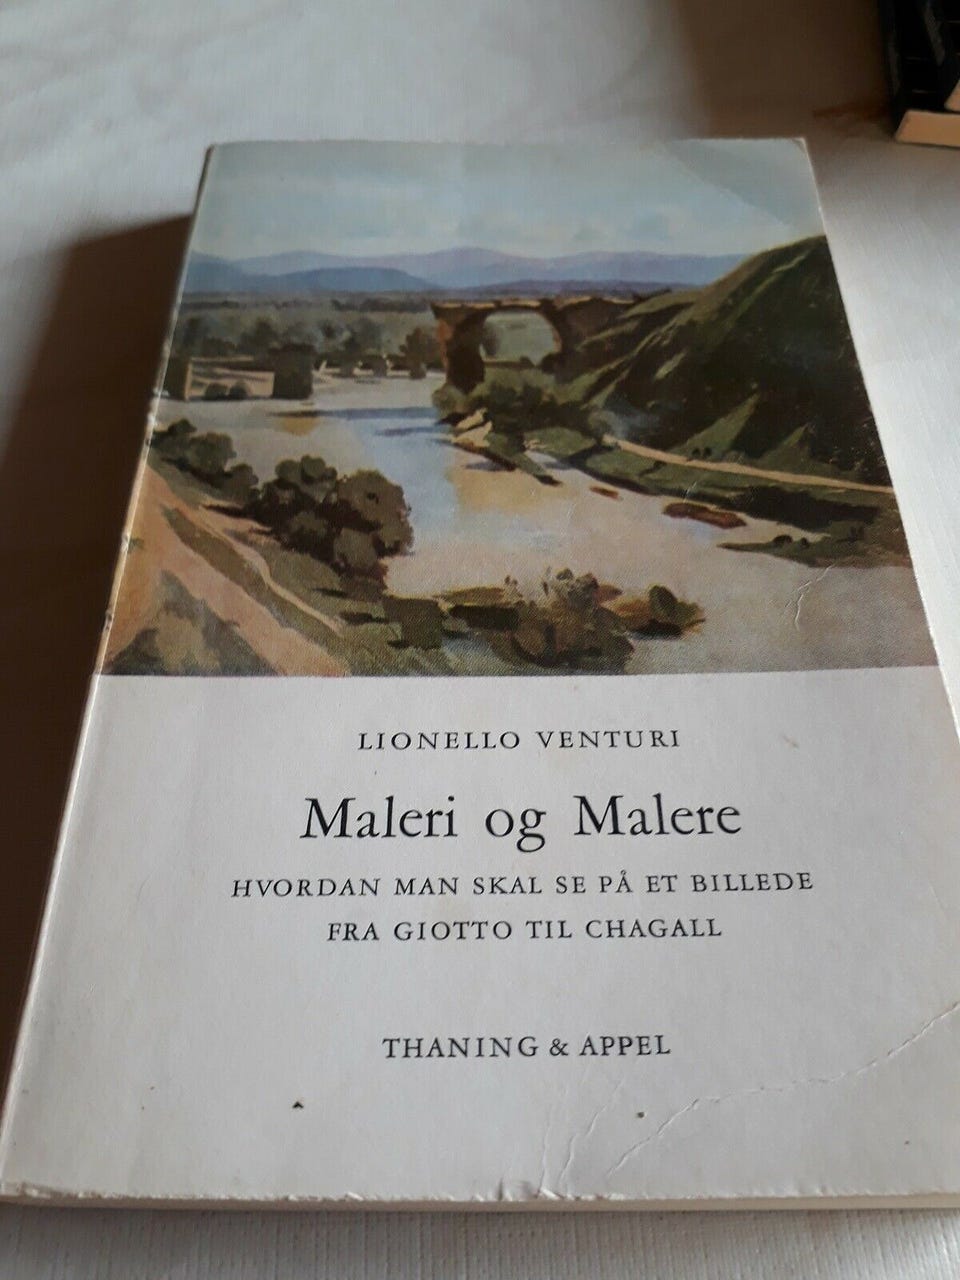 LIONELLO VENTURI
Maleri og Malere
HVORDAN MAN SKAL SE PÅ ET BILLEDE
FRA GIOTTO TIL CHAGALL
THANING & APPEL